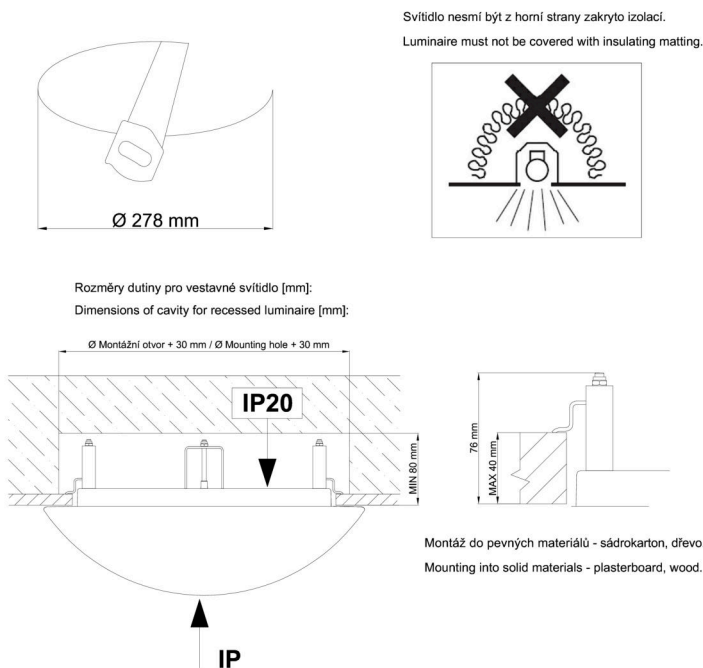 Svítidlo nesmí být z horní strany zakryto izolací.
Luminaire must not be covered with insulating matting.
Ø 278 mm
Rozměry dutiny pro vestavné svítidlo [mm]:
Dimensions of cavity for recessed luminaire [mm]:
Ø Montážní otvor + 30 mm / Ø Mounting hole + 30 mm
IP20
MIN 80 mm
76 mm
MAX 40 mm
Montáž do pevných materiálů - sádrokarton, dřevo
Mounting into solid materials - plasterboard, wood.
IP